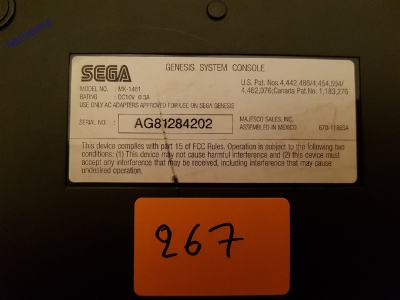 SEGA
GENESIS SYSTEM CONSOLE
MODEL NO. : MK-1461
RATING : DC10V 0.3A
USE ONLY AC ADAPTERS APPROVED FOR USE ON SEGA GENESIS
U.S. Pat. Nos. 4,442,486/4,454,594/
4,462,076;Canada Pat.No. 1,183,276
SERIAL NO. : AG81284202
MAJESCO SALES, INC.
ASSEMBLED IN MEXICO
This device complies with part 15 of FCC Rules. Operation is subject to the following two
conditions: (1) This device may not cause harmful interference and (2) this device must
accept any interference that may be received, including interference that may cause
undesired operation.
267